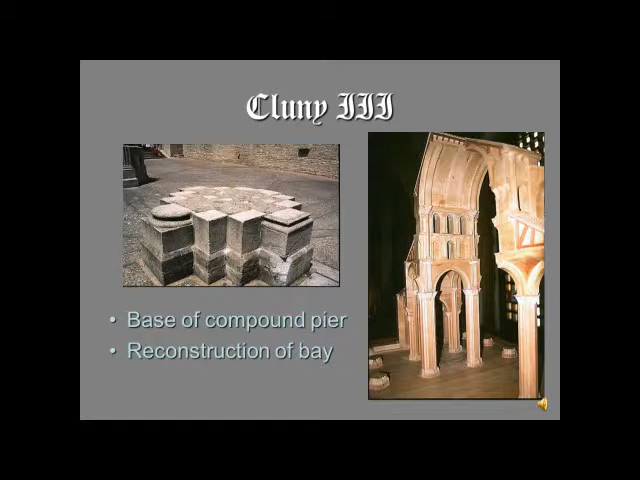 Cluny III
• Base of compound pier
• Reconstruction of bay